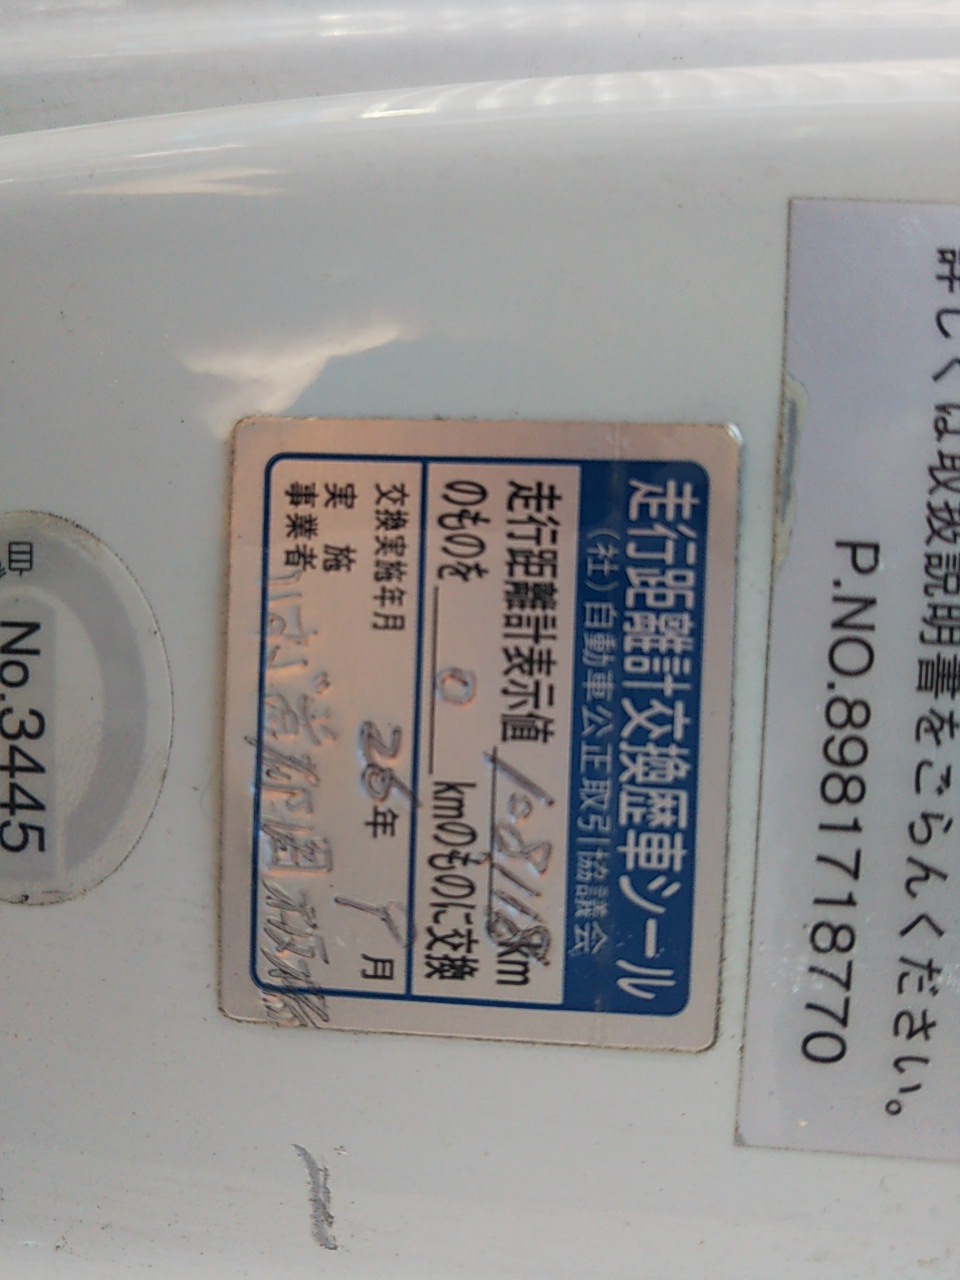 詳しくは取扱説明書をごらんください。
P.NO.8981718770
走行距離計交換歴車シール
(社)自動車公正取引協議会
走行距離計表示値 108118km
のものを 0 kmのものに交換
交換実施年月 26年 月
実施
事業者
No.3445